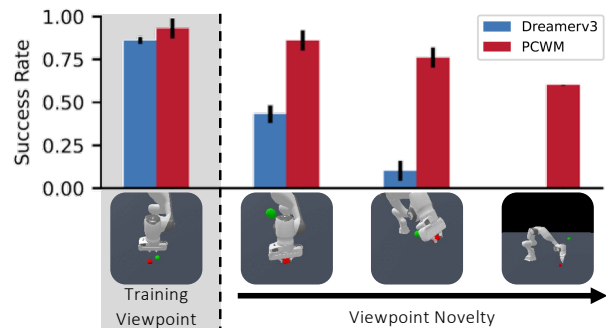 1.00
0.75
0.50
0.25
0.00
Success Rate
Dreamerv3
PCWM
Training
Viewpoint
Viewpoint Novelty